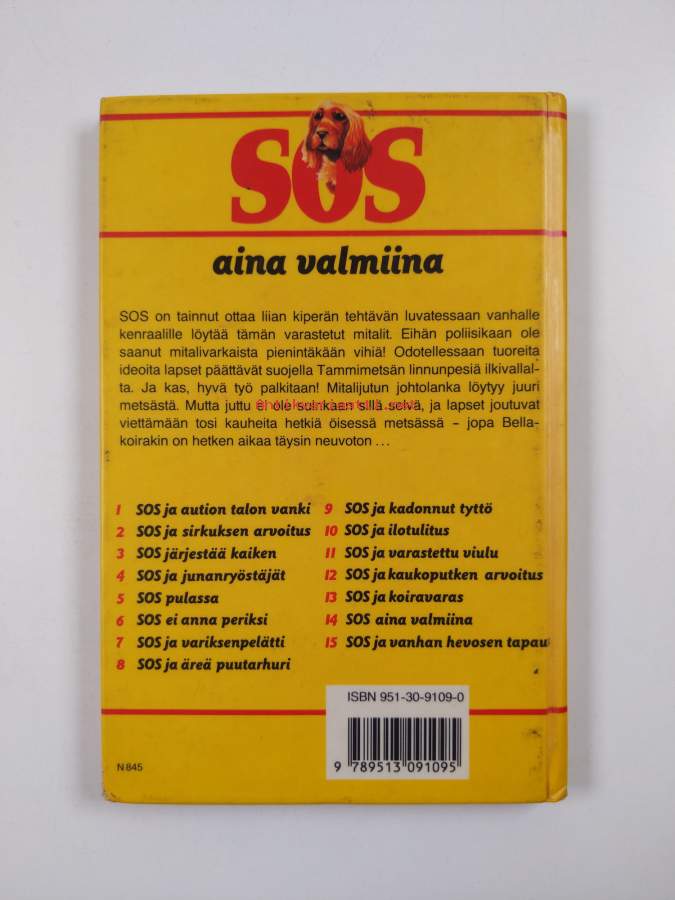 SOS
aina valmiina
SOS on tainnut ottaa liian kiperän tehtävän luvatessaan vanhalle
kenraalille löytää tämän varastetut mitalit. Eihän poliisikaan ole
saanut mitalivarkaista pienintäkään vihiä! Odotellessaan tuoreita
ideoita lapset päättävät suojella Tammimetsän linnunpesiä ilkivallal-
ta. Ja kas, hyvä työ palkitaan! Mitalijutun johtolanka löytyy juuri
metsästä. Mutta juttu ei ole suinkaan sillä selvä, ja lapset joutuvat
viettämään tosi kauheita hetkiä öisessä metsässä – jopa Bella-
koirakin on hetken aikaa täysin neuvoton ...
1 SOS ja aution talon vanki
2 SOS ja sirkuksen arvoitus
3 SOS järjestää kaiken
4 SOS ja junanryöstäjät
5 SOS pulassa
6 SOS ei anna periksi
7 SOS ja variksenpelätti
8 SOS ja äreä puutarhuri
9 SOS ja kadonnut tyttö
10 SOS ja ilotulitus
11 SOS ja varastettu viulu
12 SOS ja kaukoputken arvoitus
13 SOS ja koiravaras
14 SOS aina valmiina
15 SOS ja vanhan hevosen tapau
ISBN 951-30-9109-0
9 789513 091095
N 845